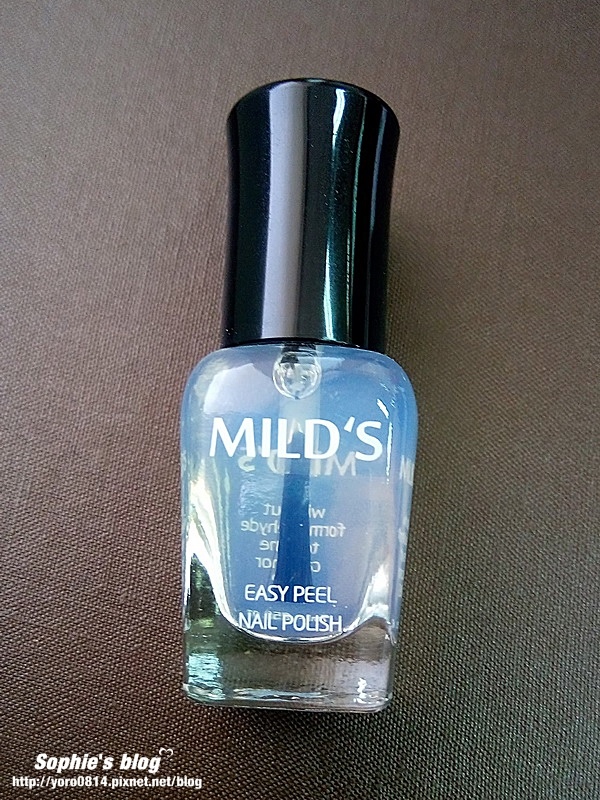 MILD'S
EASY PEEL
NAIL POLISH
Sophie's blog♡
http://yoro0814.pixnet.net/blog